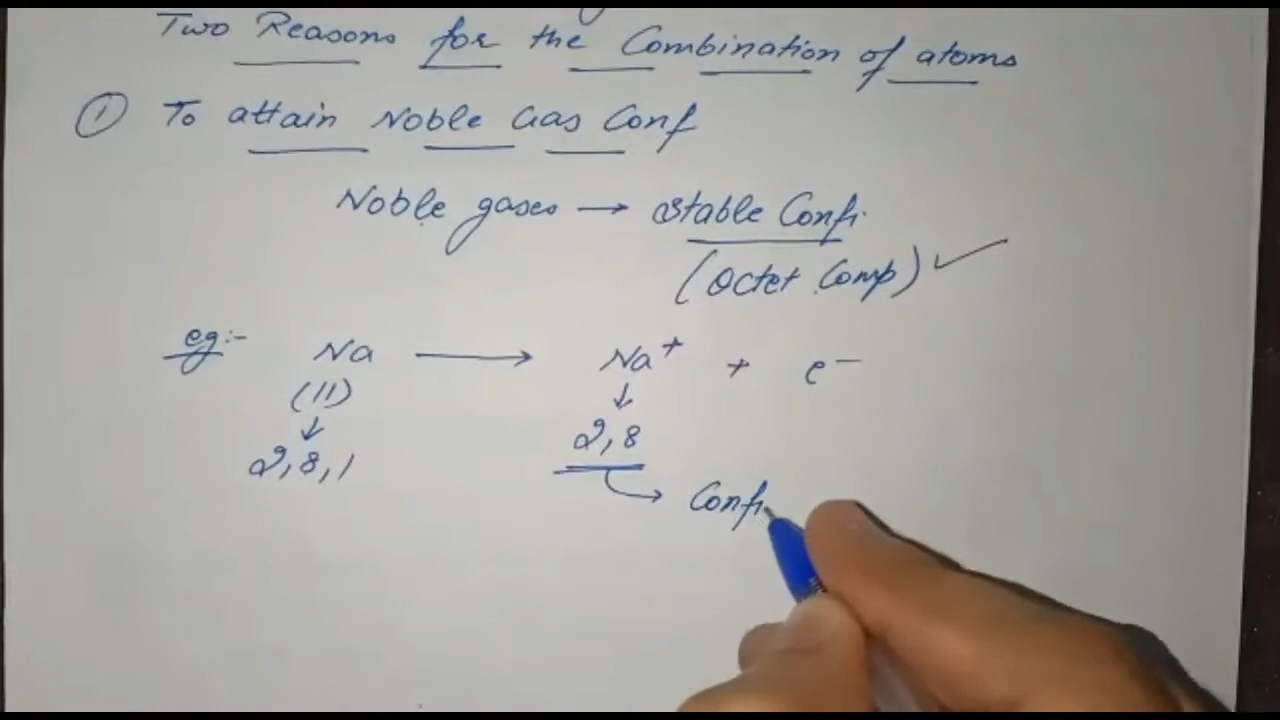 Two Reasons for the Combination of atoms
① To attain Noble Gas Conf
Noble gases → Stable Confi
(Octet Comp) ✓
eg:- Na → Na⁺ + e⁻
(11) ↓
↓ 2,8
2,8,1 → Confi